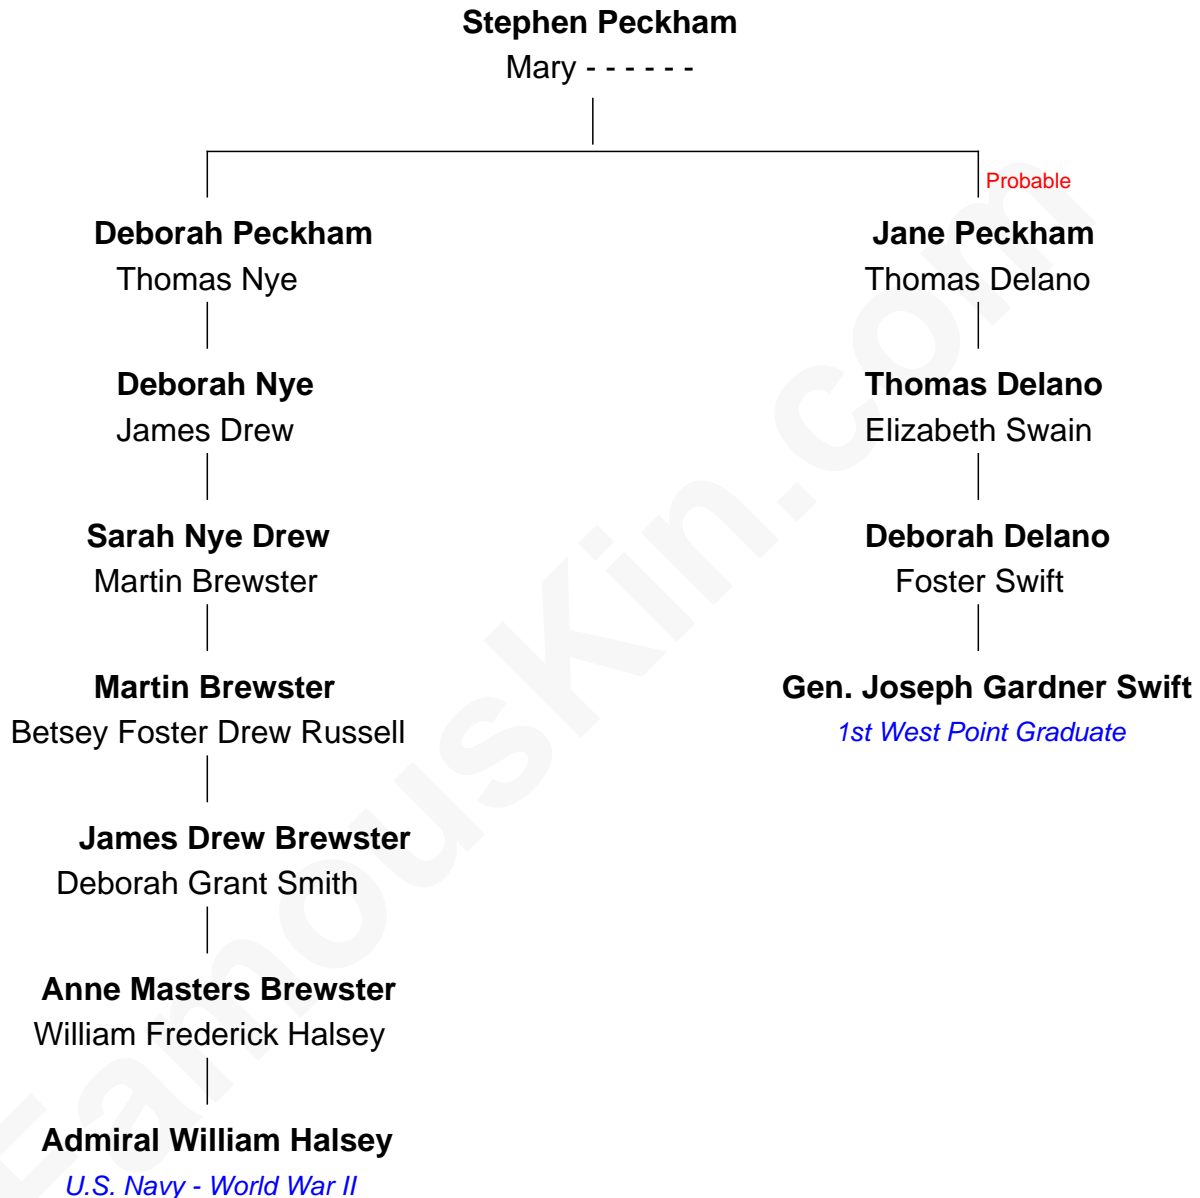 Stephen Peckham
Mary - - - - - -
Probable
Deborah Peckham
Thomas Nye
Jane Peckham
Thomas Delano
Deborah Nye
James Drew
Thomas Delano
Elizabeth Swain
Sarah Nye Drew
Martin Brewster
Deborah Delano
Foster Swift
Martin Brewster
Betsey Foster Drew Russell
Gen. Joseph Gardner Swift
1st West Point Graduate
James Drew Brewster
Deborah Grant Smith
Anne Masters Brewster
William Frederick Halsey
Admiral William Halsey
U.S. Navy - World War II
FamousKin.com